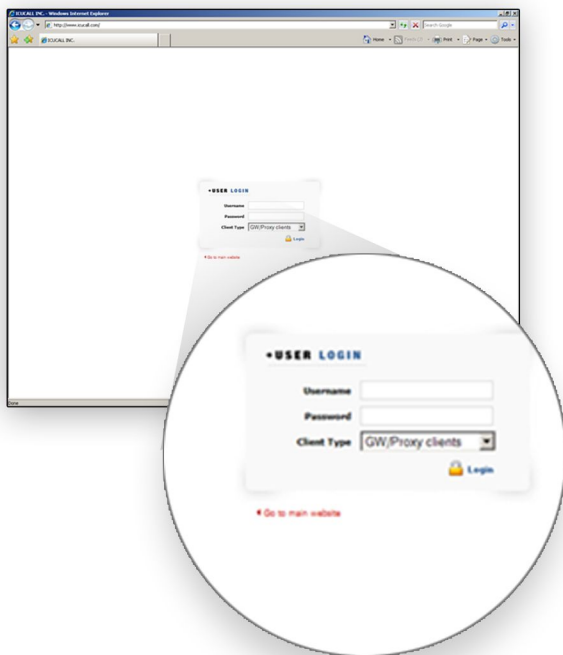 ICUCALL INC. - Windows Internet Explorer
http://www.icucall.com/
Search Google
ICUCALL INC.
Home
Print
Page
Tools
USER LOGIN
Username
Password
Client Type GW/Proxy clients
Login
Go to main website
Done
USER LOGIN
Username
Password
Client Type GW/Proxy clients
Login
Go to main website